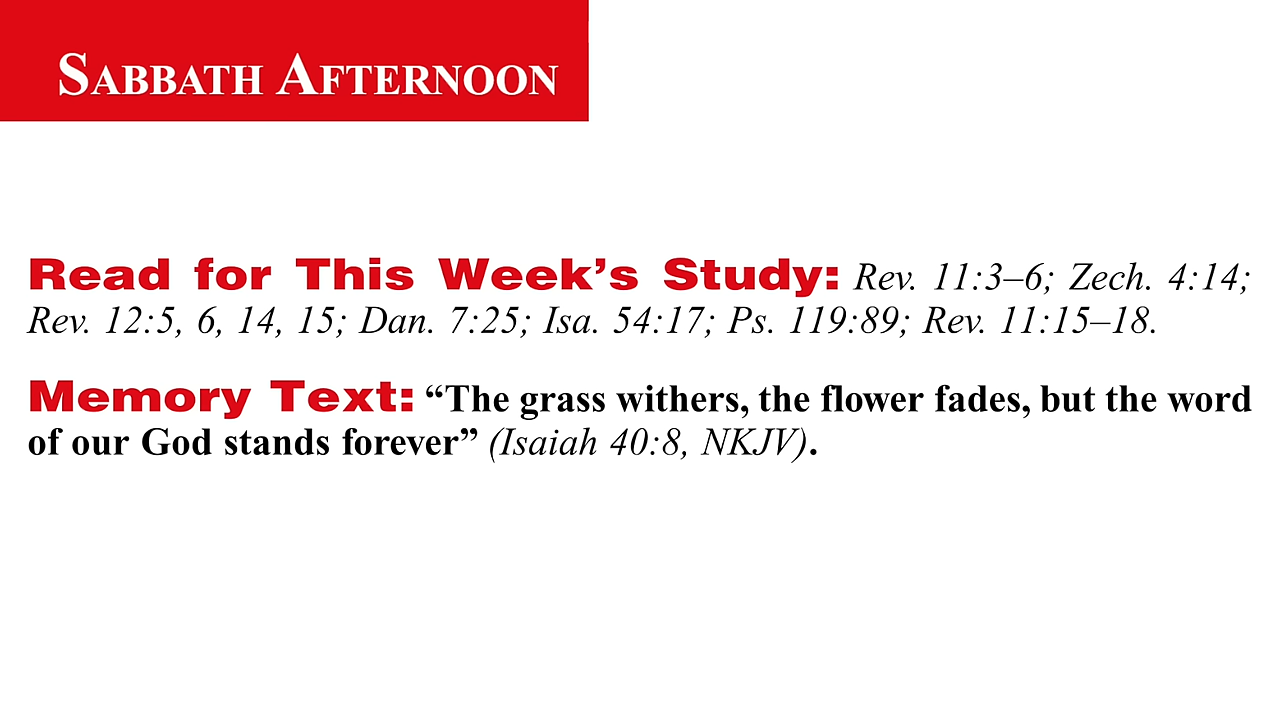 SABBATH AFTERNOON
Read for This Week’s Study: Rev. 11:3–6; Zech. 4:14;
Rev. 12:5, 6, 14, 15; Dan. 7:25; Isa. 54:17; Ps. 119:89; Rev. 11:15–18.
Memory Text: “The grass withers, the flower fades, but the word
of our God stands forever” (Isaiah 40:8, NKJV).